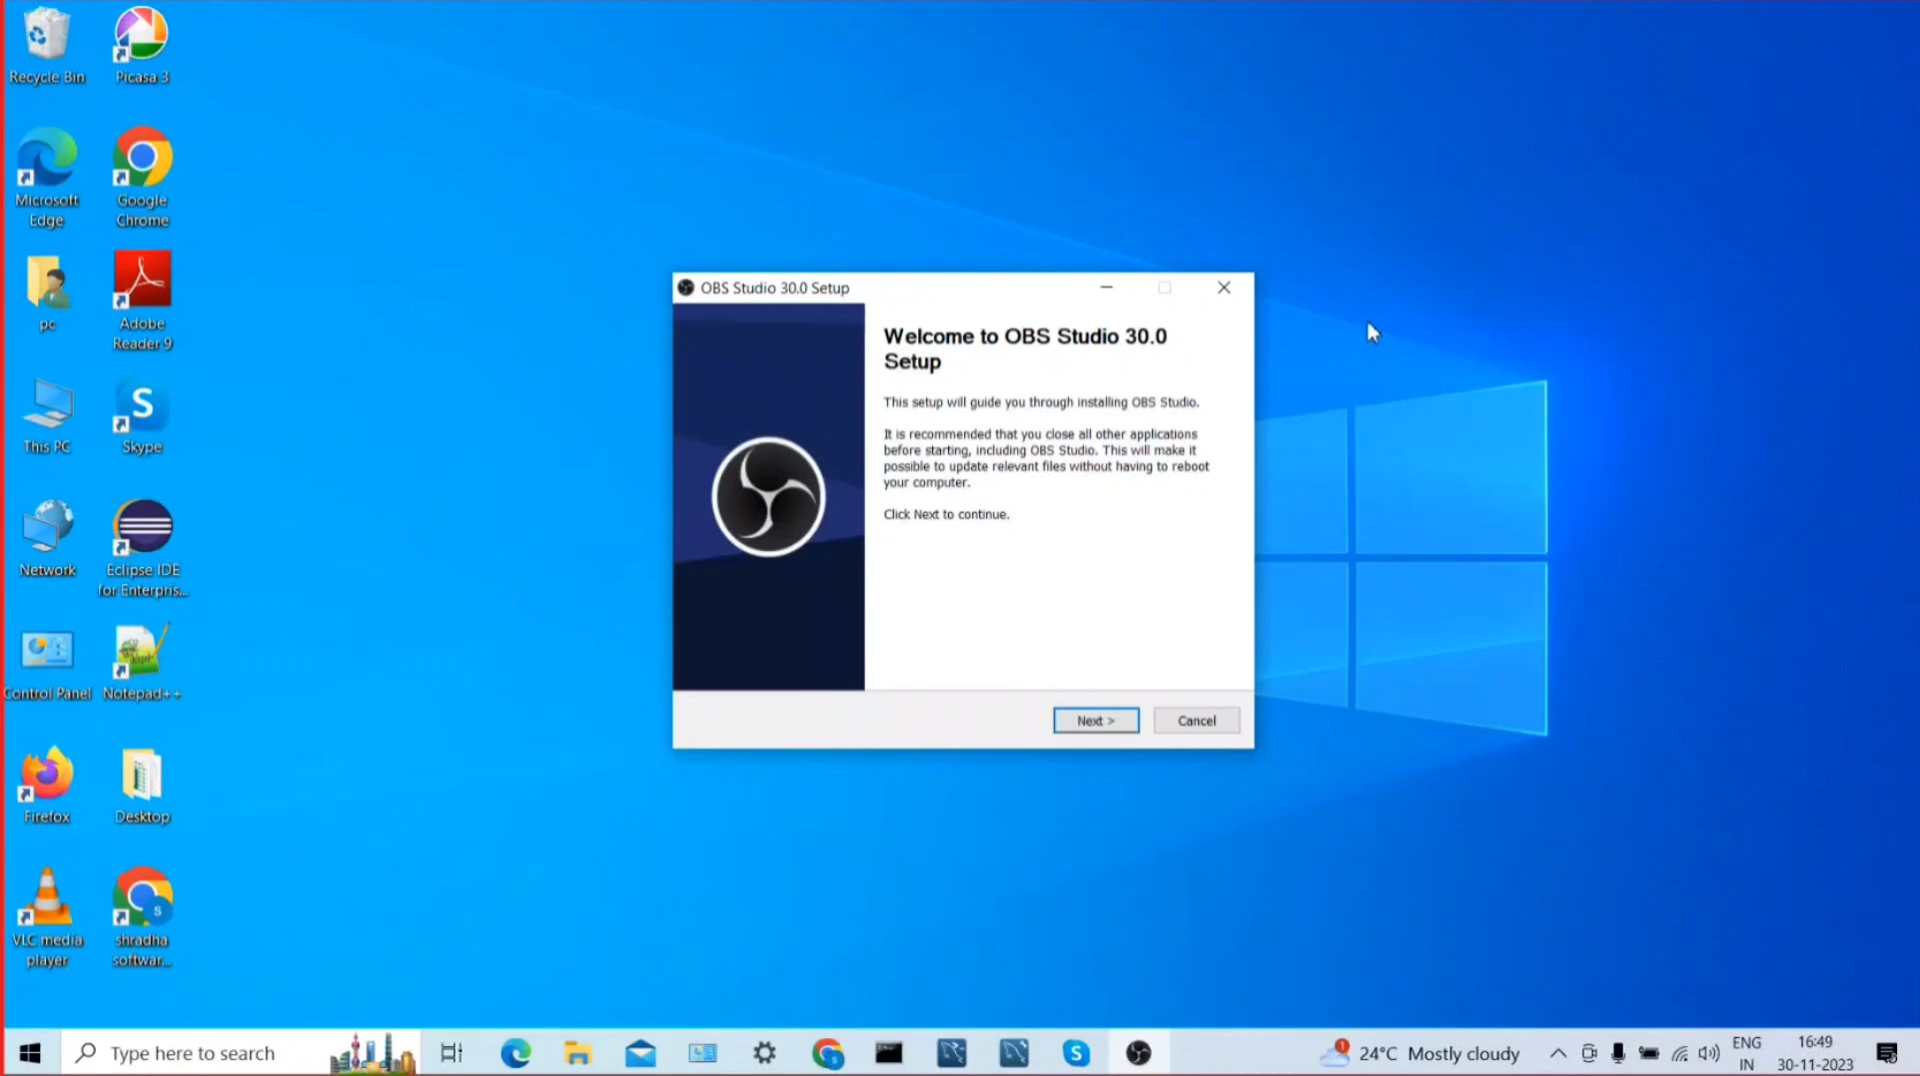 Recycle Bin
Picasa 3
Microsoft
Edge
Google
Chrome
pc
Adobe
Reader 9
This PC
Skype
Network
Eclipse IDE
for Enterpris...
Control Panel
Notepad++
Firefox
Desktop
VLC media
player
shradha
softwar...
OBS Studio 30.0 Setup
Welcome to OBS Studio 30.0
Setup
This setup will guide you through installing OBS Studio.
It is recommended that you close all other applications
before starting, including OBS Studio. This will make it
possible to update relevant files without having to reboot
your computer.
Click Next to continue.
Next >
Cancel
Type here to search
1
24°C Mostly cloudy
ENG
IN
16:49
30-11-2023